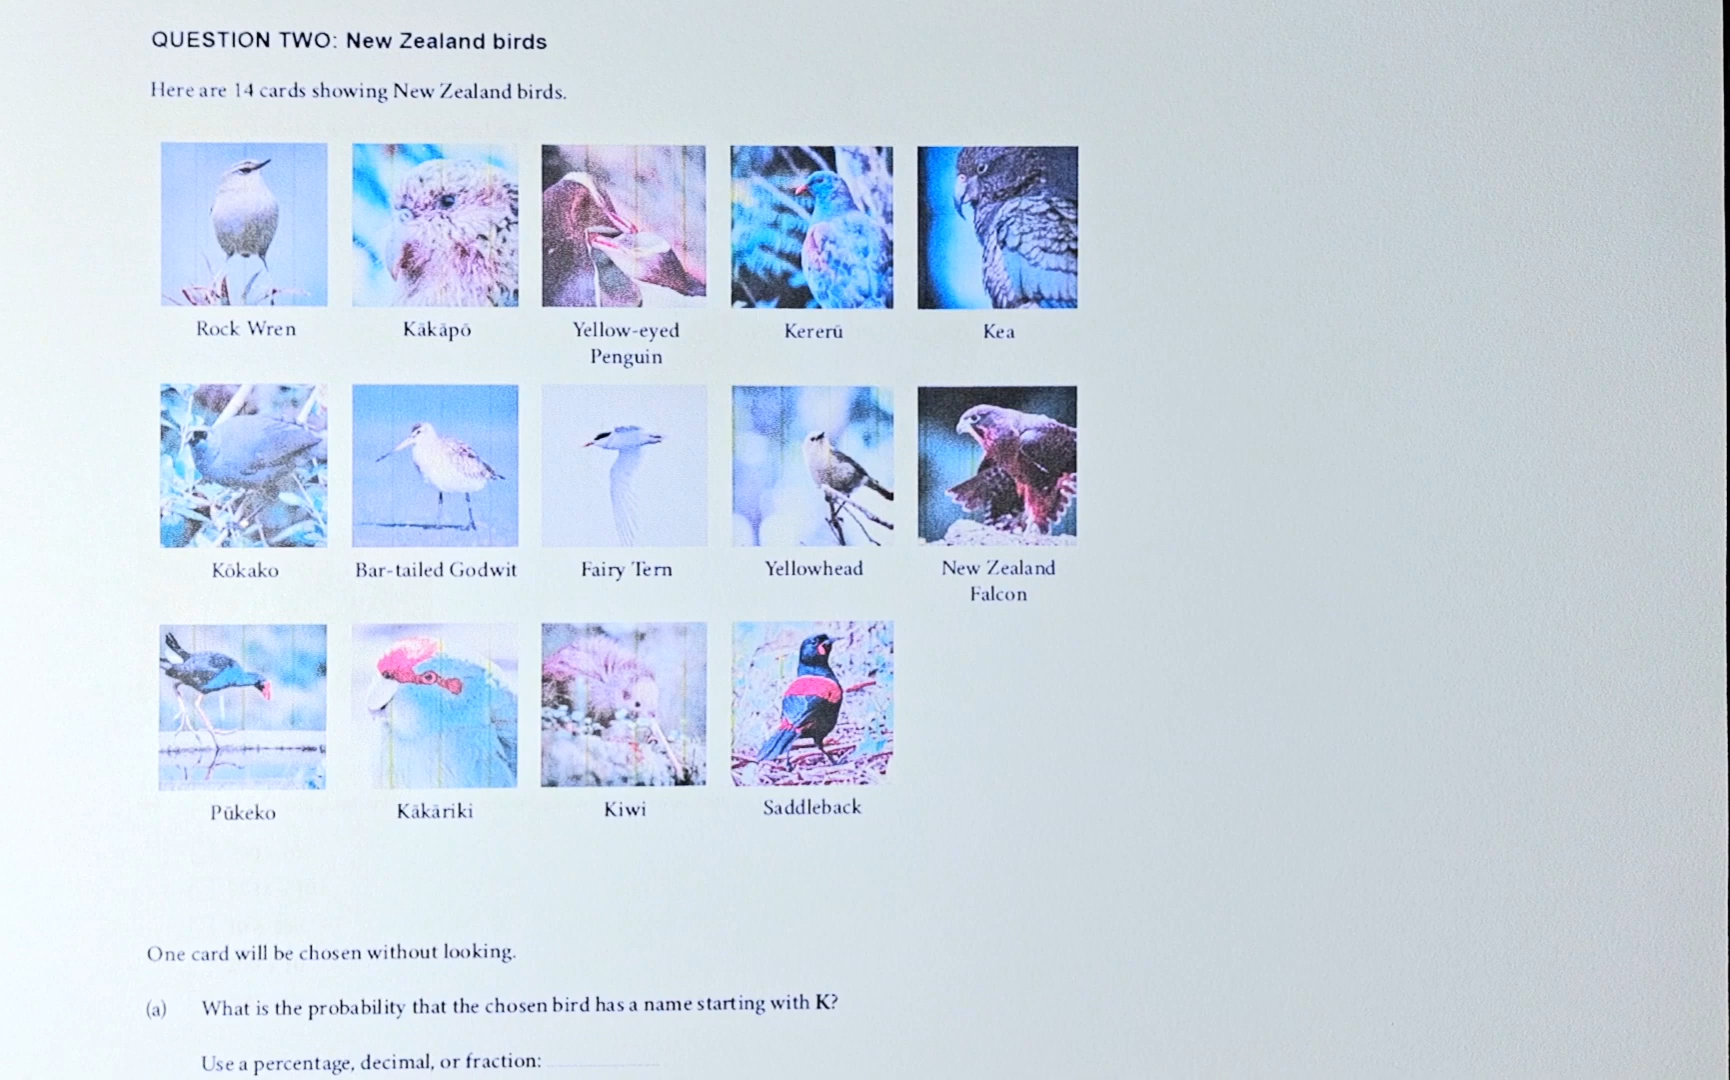 QUESTION TWO: New Zealand birds
Here are 14 cards showing New Zealand birds.
Rock Wren
Kākāpō
Yellow-eyed
Penguin
Kererū
Kea
Kōkako
Bar-tailed Godwit
Fairy Tern
Yellowhead
New Zealand
Falcon
Pūkeko
Kākāriki
Kiwi
Saddleback
One card will be chosen without looking.
(a) What is the probability that the chosen bird has a name starting with K?
Use a percentage, decimal, or fraction: